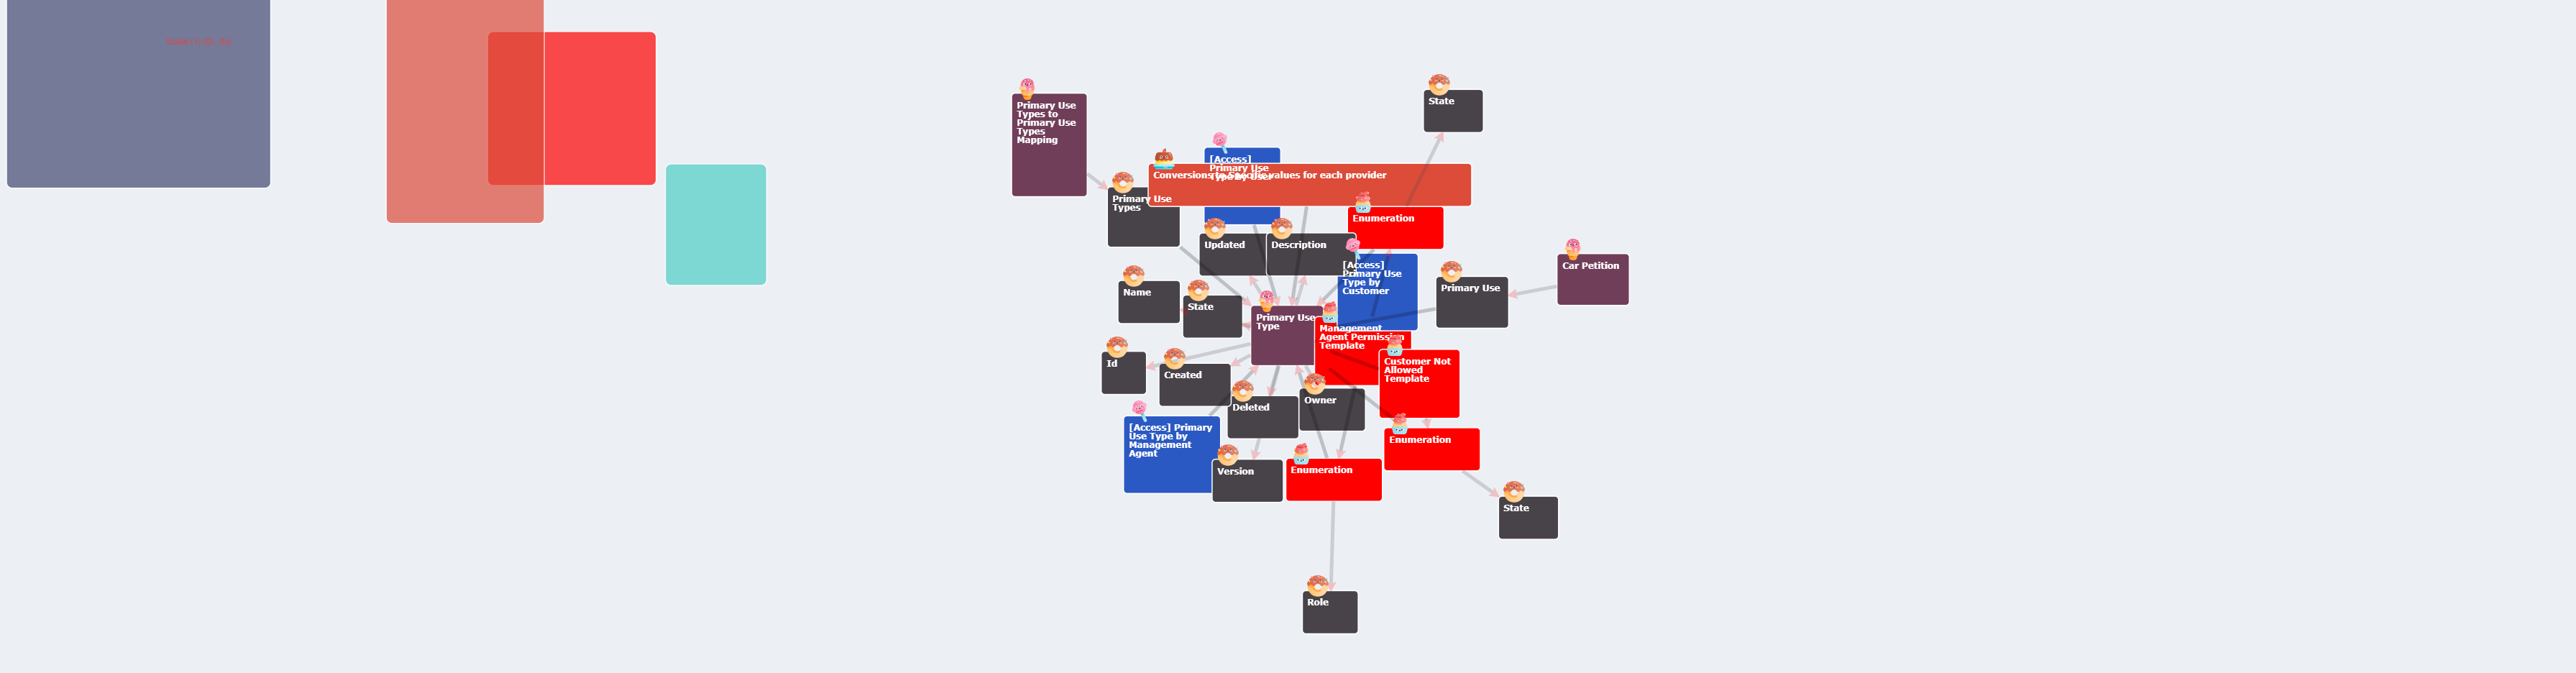 Primary Use
Types to
Primary Use
Types
Mapping
State
[Access]
Primary Use
Conversions to Specific values for each provider
Primary Use
Types
Enumeration
Updated
Description
[Access]
Primary Use
Type by
Customer
Car Petition
Primary Use
Name
State
Primary Use
Type
Management
Agent Permission
Template
Id
Created
Customer Not
Allowed
Template
Deleted
Owner
[Access] Primary
Use Type by
Management
Agent
Enumeration
Version
Enumeration
State
Role